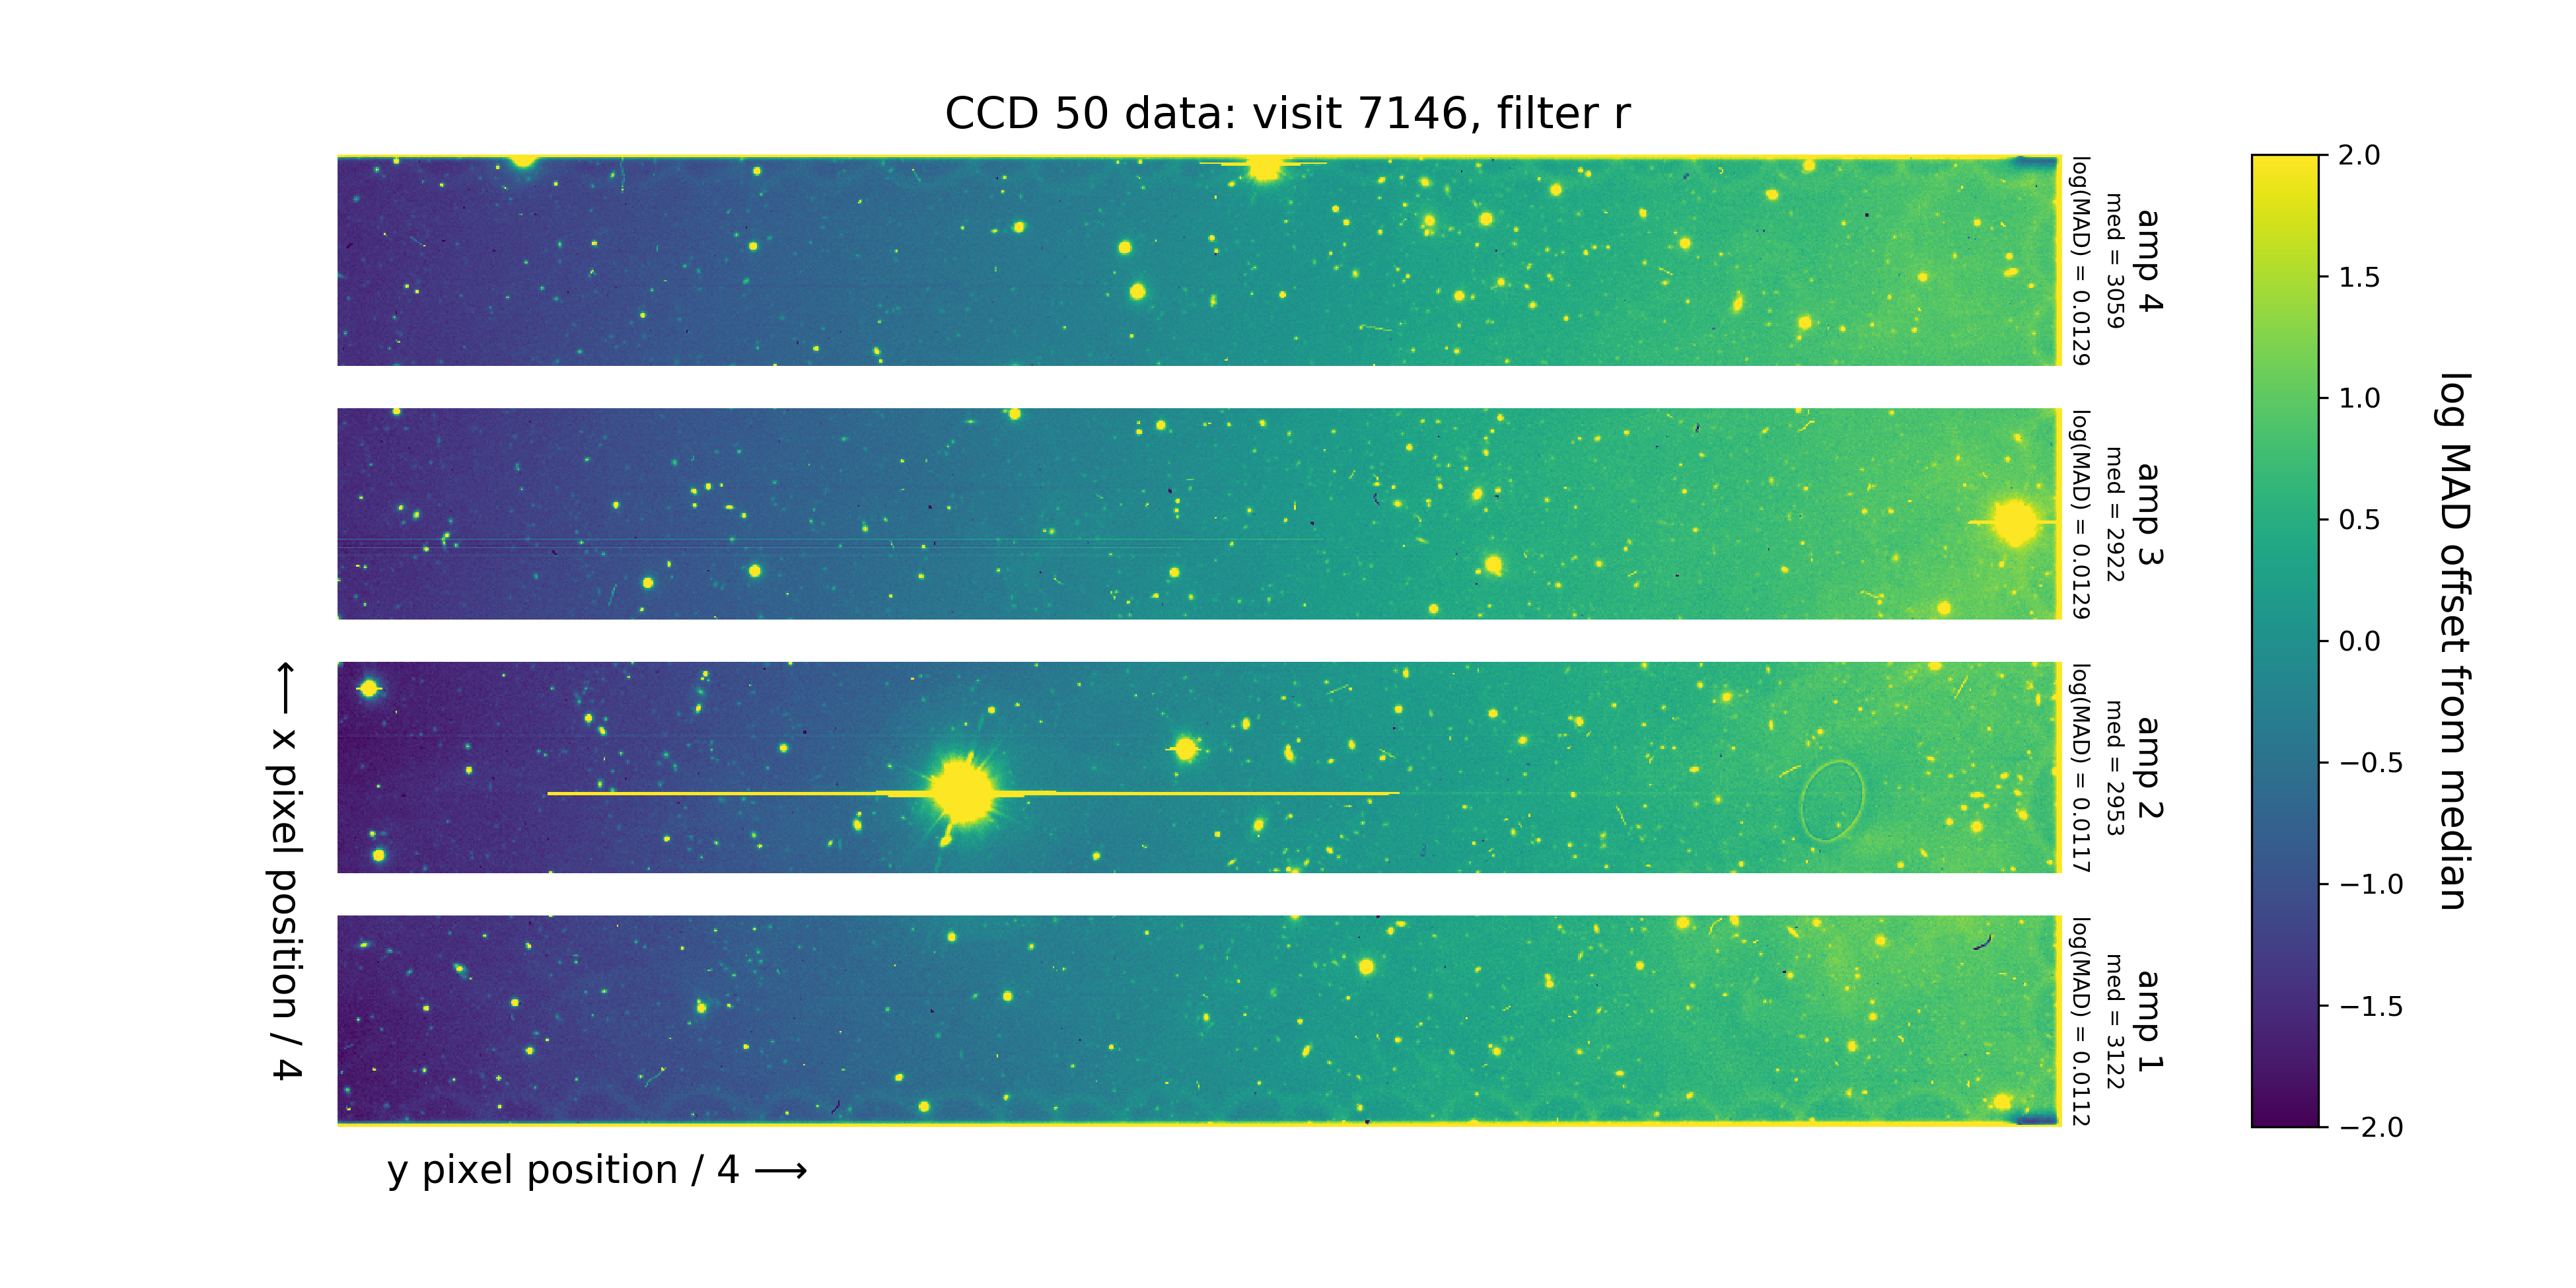 CCD 50 data: visit 7146, filter r
amp 4
med = 3059
log(MAD) = 0.0129
amp 3
med = 2922
log(MAD) = 0.0129
amp 2
med = 2953
log(MAD) = 0.0117
amp 1
med = 3122
log(MAD) = 0.0112
⟵ x pixel position / 4
y pixel position / 4 ⟶
2.0
1.5
1.0
0.5
0.0
−0.5
−1.0
−1.5
−2.0
log MAD offset from median